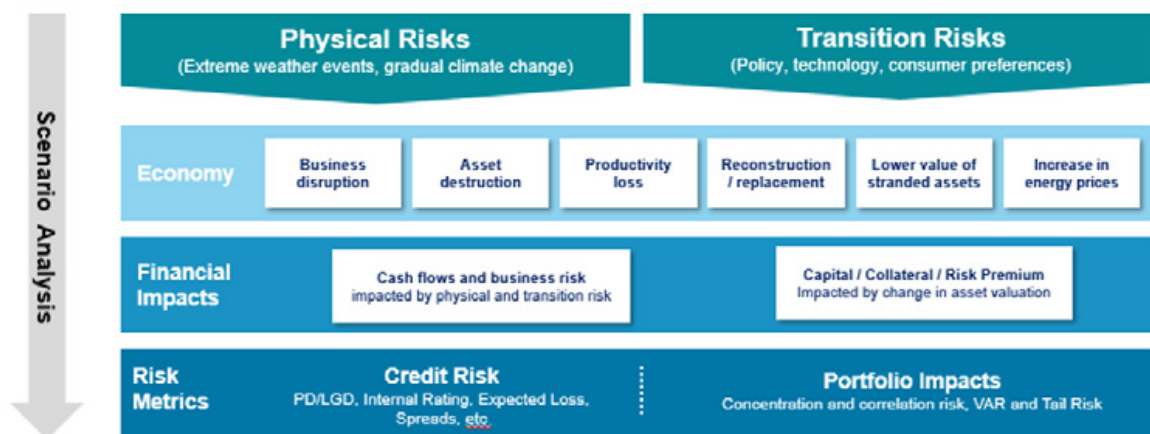 Scenario Analysis
Physical Risks
(Extreme weather events, gradual climate change)
Transition Risks
(Policy, technology, consumer preferences)
Economy
Business
disruption
Asset
destruction
Productivity
loss
Reconstruction
/ replacement
Lower value of
stranded assets
Increase in
energy prices
Financial
Impacts
Cash flows and business risk
impacted by physical and transition risk
Capital / Collateral / Risk Premium
Impacted by change in asset valuation
Risk
Metrics
Credit Risk
PD/LGD, Internal Rating, Expected Loss,
Spreads, etc
Portfolio Impacts
Concentration and correlation risk, VAR and Tail Risk